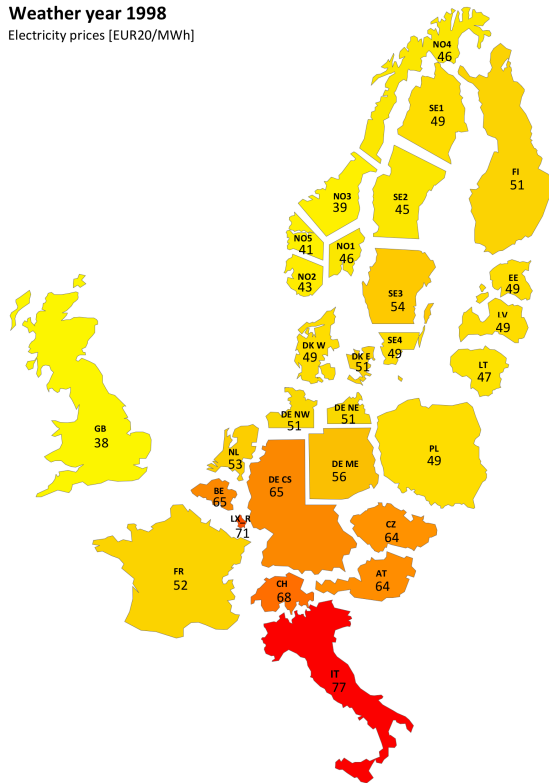 Weather year 1998
Electricity prices [EUR20/MWh]
NO4
46
SE1
49
FI
51
NO3
39
SE2
45
NO5
41
NO1
46
NO2
43
SE3
54
EE
49
LV
49
DK W
49
DK E
51
SE4
49
LT
47
DE NW
51
DE NE
51
GB
38
NL
53
DE ME
56
PL
49
DE CS
65
BE
65
LX_R
71
CZ
64
FR
52
CH
68
AT
64
IT
77